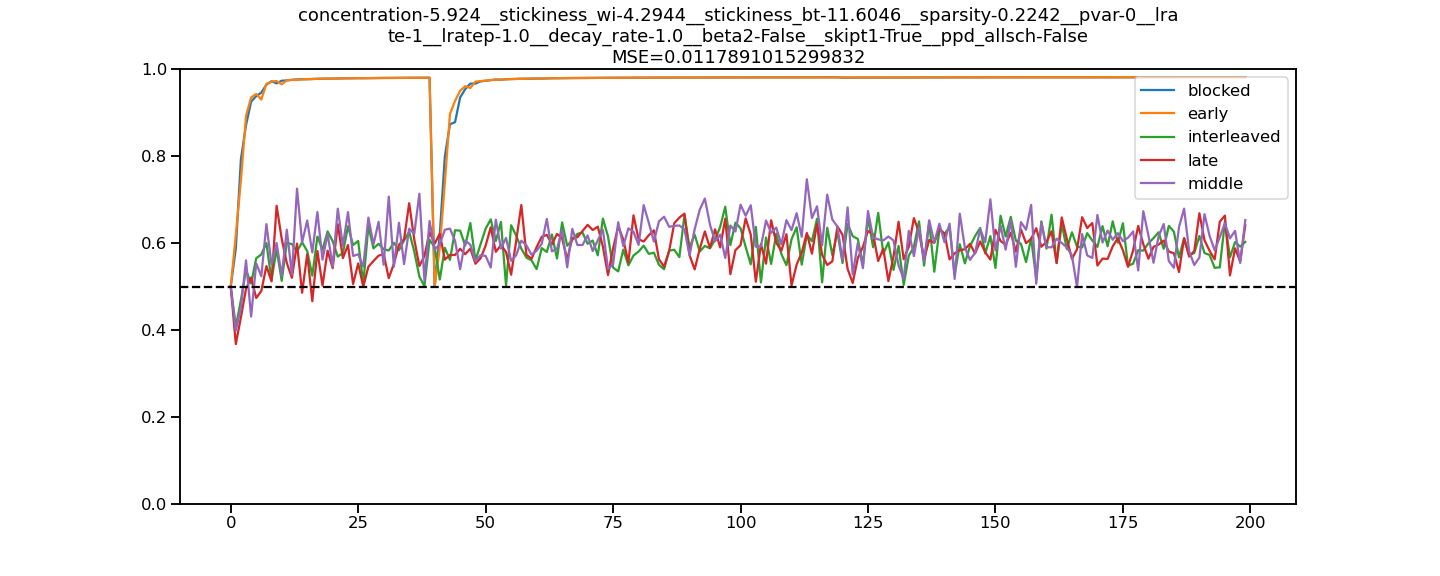 concentration-5.924__stickiness_wi-4.2944__stickiness_bt-11.6046__sparsity-0.2242__pvar-0__lra
te-1__lratep-1.0__decay_rate-1.0__beta2-False__skipt1-True__ppd_allsch-False
MSE=0.0117891015299832
1.0
0.8
0.6
0.4
0.2
0.0
blocked
early
interleaved
late
middle
0 25 50 75 100 125 150 175 200